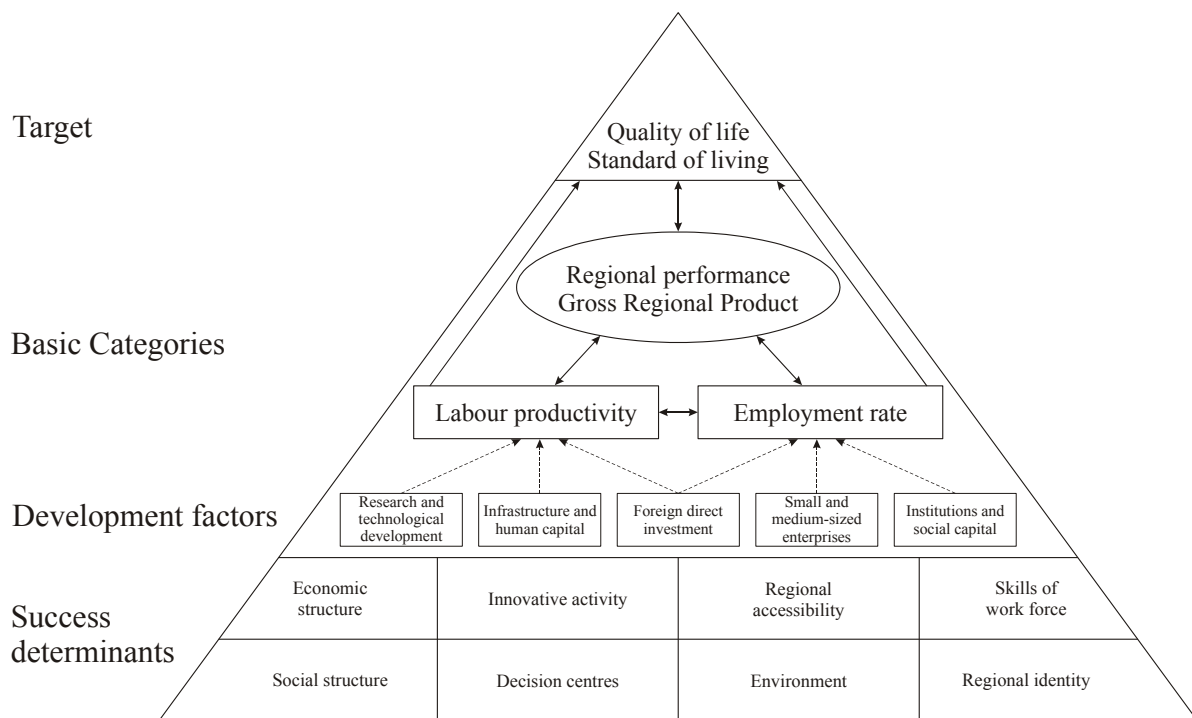 Target
Quality of life
Standard of living
Regional performance
Gross Regional Product
Basic Categories
Labour productivity
Employment rate
Development factors
Research and
technological
development
Infrastructure and
human capital
Foreign direct
investment
Small and
medium-sized
enterprises
Institutions and
social capital
Success
determinants
Economic
structure
Innovative activity
Regional
accessibility
Skills of
work force
Social structure
Decision centres
Environment
Regional identity